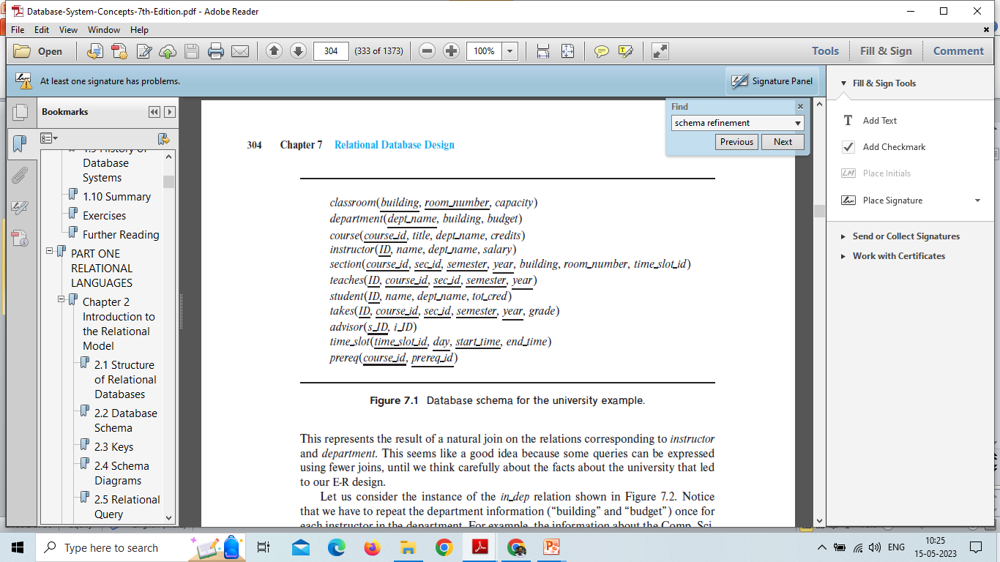 Database-System-Concepts-7th-Edition.pdf - Adobe Reader
File Edit View Window Help
Open 304 (333 of 1373) 100% Tools Fill & Sign Comment
At least one signature has problems. Signature Panel
Bookmarks
1.9 History of
Database
Systems
1.10 Summary
Exercises
Further Reading
PART ONE
RELATIONAL
LANGUAGES
Chapter 2
Introduction to
the Relational
Model
2.1 Structure
of Relational
Databases
2.2 Database
Schema
2.3 Keys
2.4 Schema
Diagrams
2.5 Relational
Query
Find
schema refinement
Previous Next
304 Chapter 7 Relational Database Design
classroom(building, room_number, capacity)
department(dept_name, building, budget)
course(course_id, title, dept_name, credits)
instructor(ID, name, dept_name, salary)
section(course_id, sec_id, semester, year, building, room_number, time_slot_id)
teaches(ID, course_id, sec_id, semester, year)
student(ID, name, dept_name, tot_cred)
takes(ID, course_id, sec_id, semester, year, grade)
advisor(s_ID, i_ID)
time_slot(time_slot_id, day, start_time, end_time)
prereq(course_id, prereq_id)
Figure 7.1 Database schema for the university example.
This represents the result of a natural join on the relations corresponding to instructor
and department. This seems like a good idea because some queries can be expressed
using fewer joins, until we think carefully about the facts about the university that led
to our E-R design.
Let us consider the instance of the in_dep relation shown in Figure 7.2. Notice
that we have to repeat the department information (“building” and “budget”) once for
each instructor in the department. For example, the information about the Comp. Sci.
Fill & Sign Tools
Add Text
Add Checkmark
LM Place Initials
Place Signature
Send or Collect Signatures
Work with Certificates
Type here to search
ENG
10:25
15-05-2023